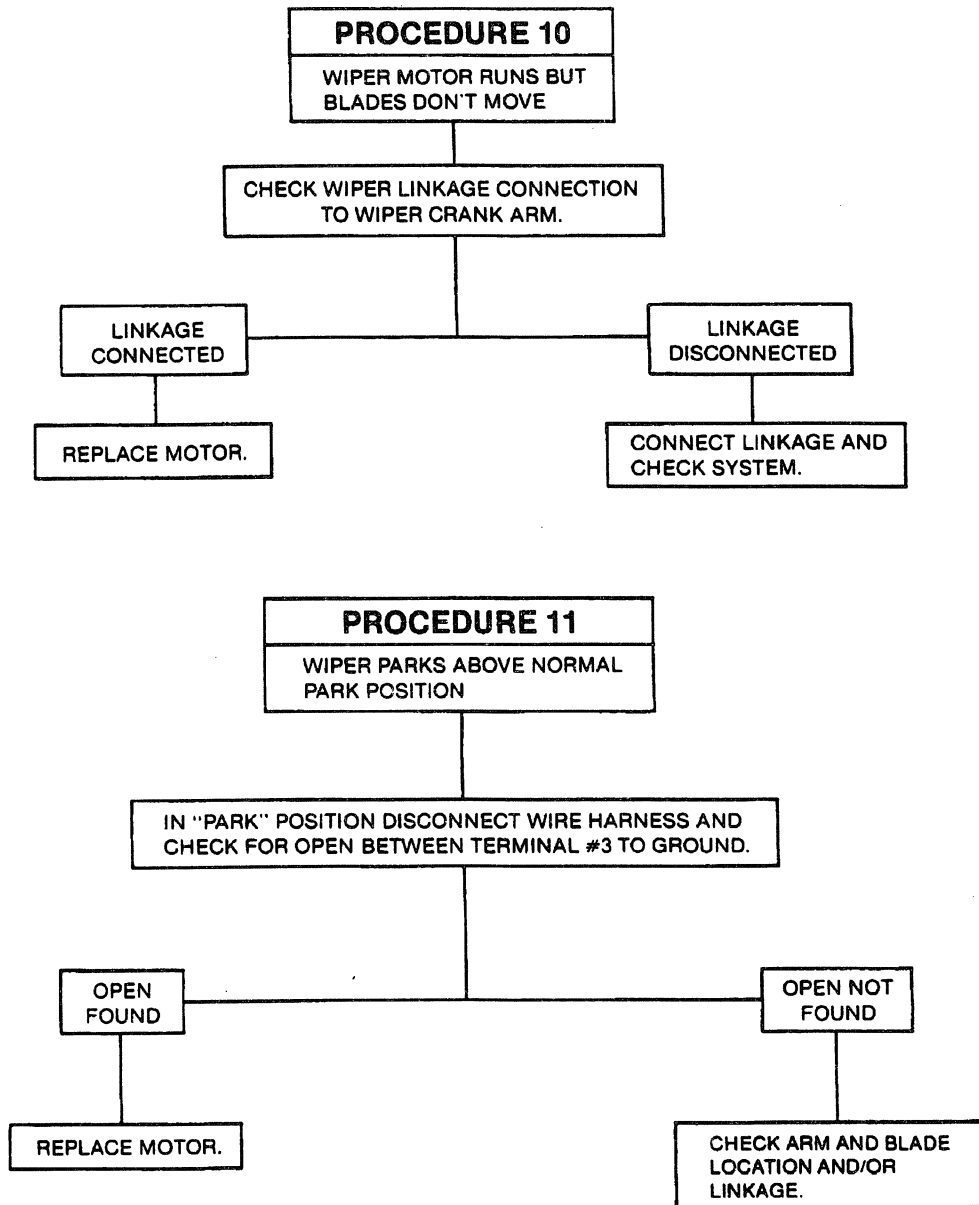 PROCEDURE 10
WIPER MOTOR RUNS BUT
BLADES DON'T MOVE
CHECK WIPER LINKAGE CONNECTION
TO WIPER CRANK ARM.
LINKAGE
CONNECTED
LINKAGE
DISCONNECTED
REPLACE MOTOR.
CONNECT LINKAGE AND
CHECK SYSTEM.
PROCEDURE 11
WIPER PARKS ABOVE NORMAL
PARK POSITION
IN "PARK" POSITION DISCONNECT WIRE HARNESS AND
CHECK FOR OPEN BETWEEN TERMINAL #3 TO GROUND.
OPEN
FOUND
OPEN NOT
FOUND
REPLACE MOTOR.
CHECK ARM AND BLADE
LOCATION AND/OR
LINKAGE.